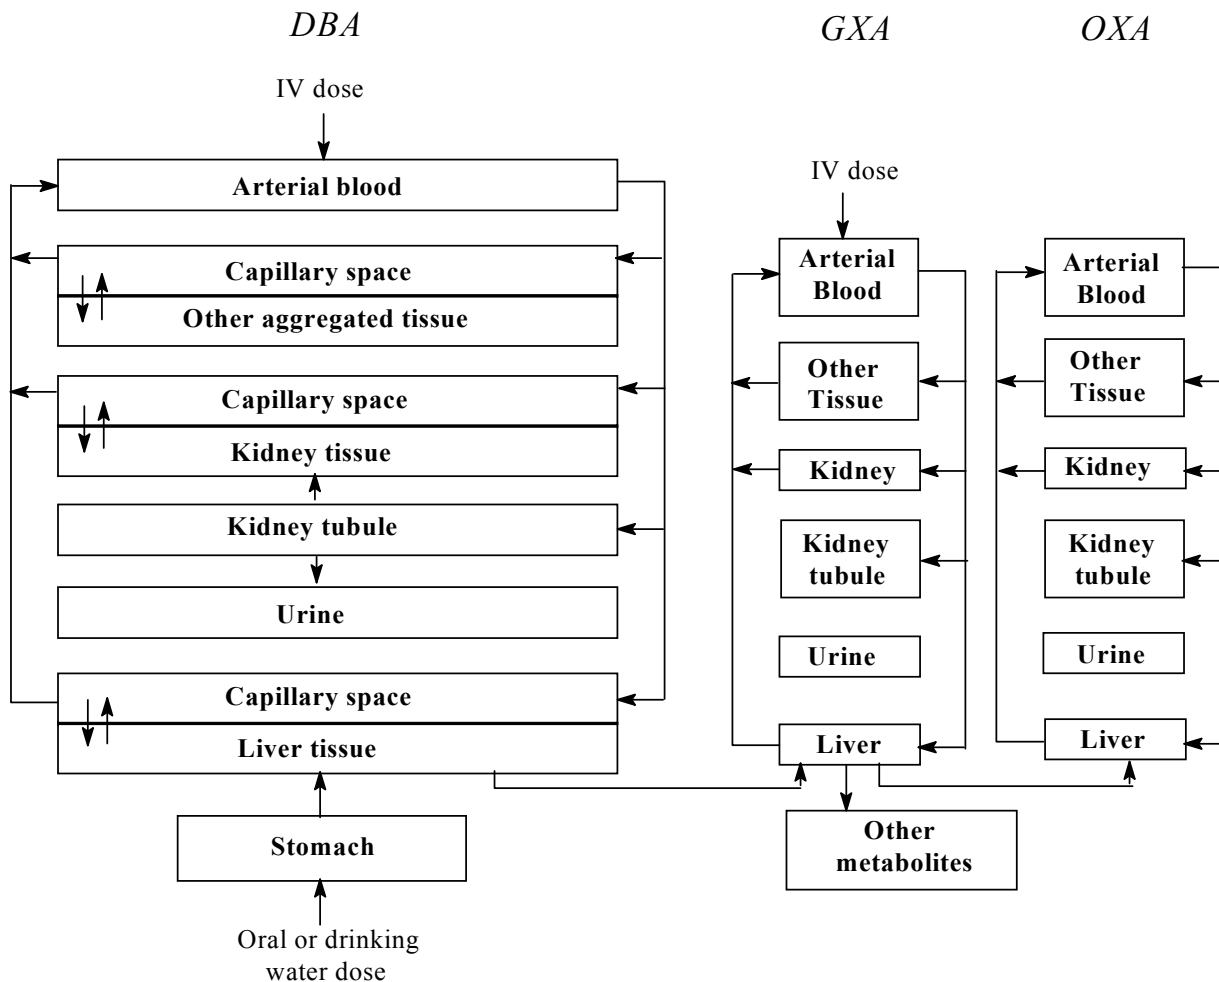 DBA
IV dose
Arterial blood
Capillary space
Other aggregated tissue
Capillary space
Kidney tissue
Kidney tubule
Urine
Capillary space
Liver tissue
Stomach
Oral or drinking
water dose
GXA
IV dose
Arterial
Blood
Other
Tissue
Kidney
Kidney
tubule
Urine
Liver
Other
metabolites
OXA
Arterial
Blood
Other
Tissue
Kidney
Kidney
tubule
Urine
Liver